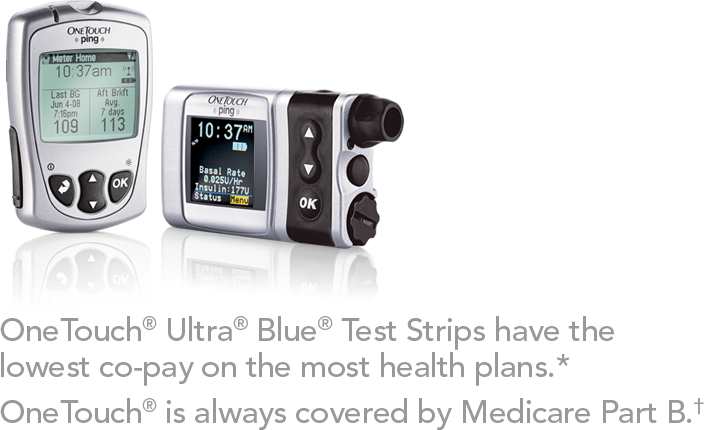 ONETOUCH
ping
Meter Home
10:37am
Last BG
Jun 4-08
7:16pm
109
Aft Brkft
Avg.
7 days
113
OK
ONETOUCH
ping
10:37AM
Basal Rate
0.025U/Hr
Insulin:177U
Status Menu
OK
OneTouch® Ultra® Blue® Test Strips have the
lowest co-pay on the most health plans.*
OneTouch® is always covered by Medicare Part B.†